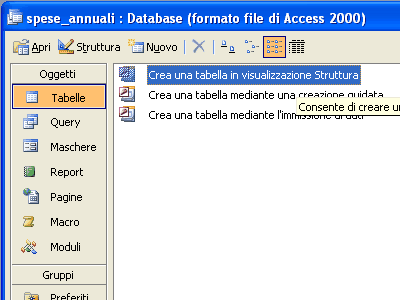 spese_annuali : Database (formato file di Access 2000)
Apri Struttura Nuovo
Oggetti
Tabelle
Query
Maschere
Report
Pagine
Macro
Moduli
Gruppi
Preferiti
Crea una tabella in visualizzazione Struttura
Crea una tabella mediante una creazione guidata
Consente di creare un
Crea una tabella mediante l'immissione di dati